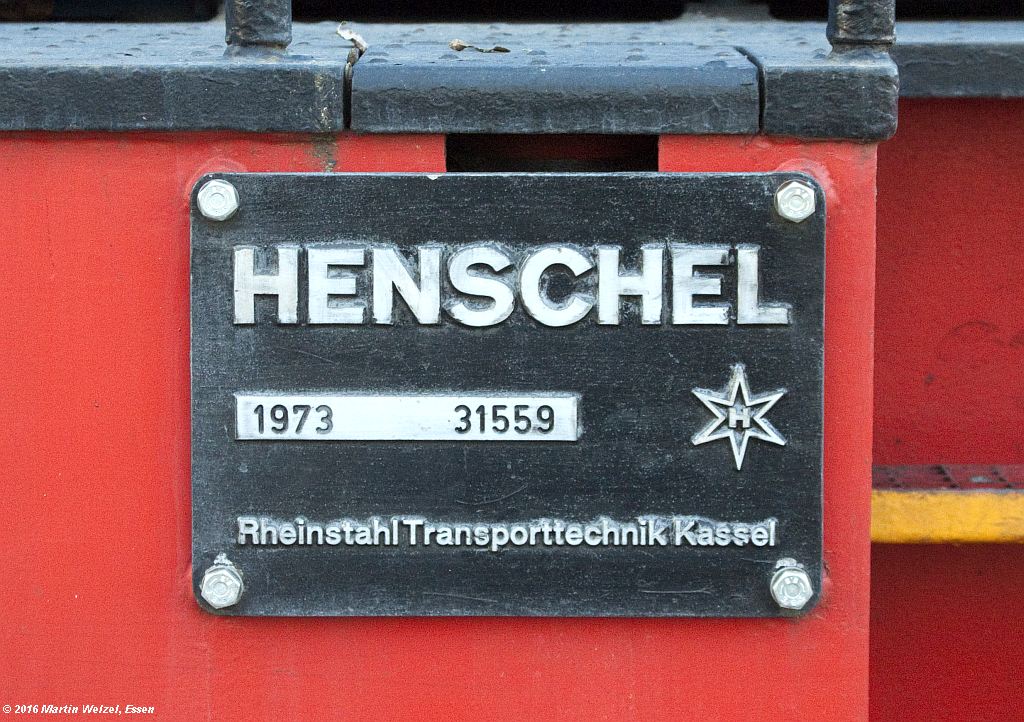 HENSCHEL
1973 31559
H
Rheinstahl Transporttechnik Kassel
© 2016 Martin Welzel, Essen